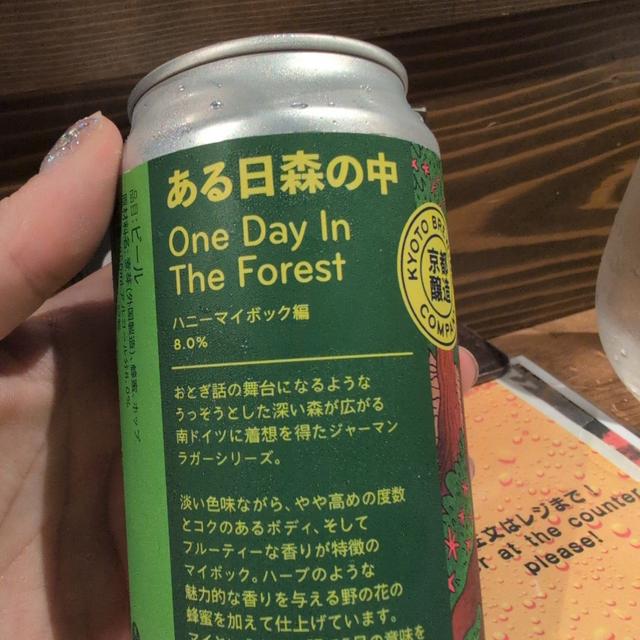 ある日森の中
One Day In
The Forest
ハニーマイボック編
8.0%
おとぎ話の舞台になるような
うっそうとした深い森が広がる
南ドイツに着想を得たジャーマン
ラガーシリーズ。
淡い色味ながら、やや高めの度数
とコクのあるボディ、そして
フルーティーな香りが特徴の
マイボック。ハーブのような
魅力的な香りを与える野の花の
蜂蜜を加えて仕上げています。
品目:ビール
KYOTO
京都
醸造
文はレジまで!
at the counter
please!